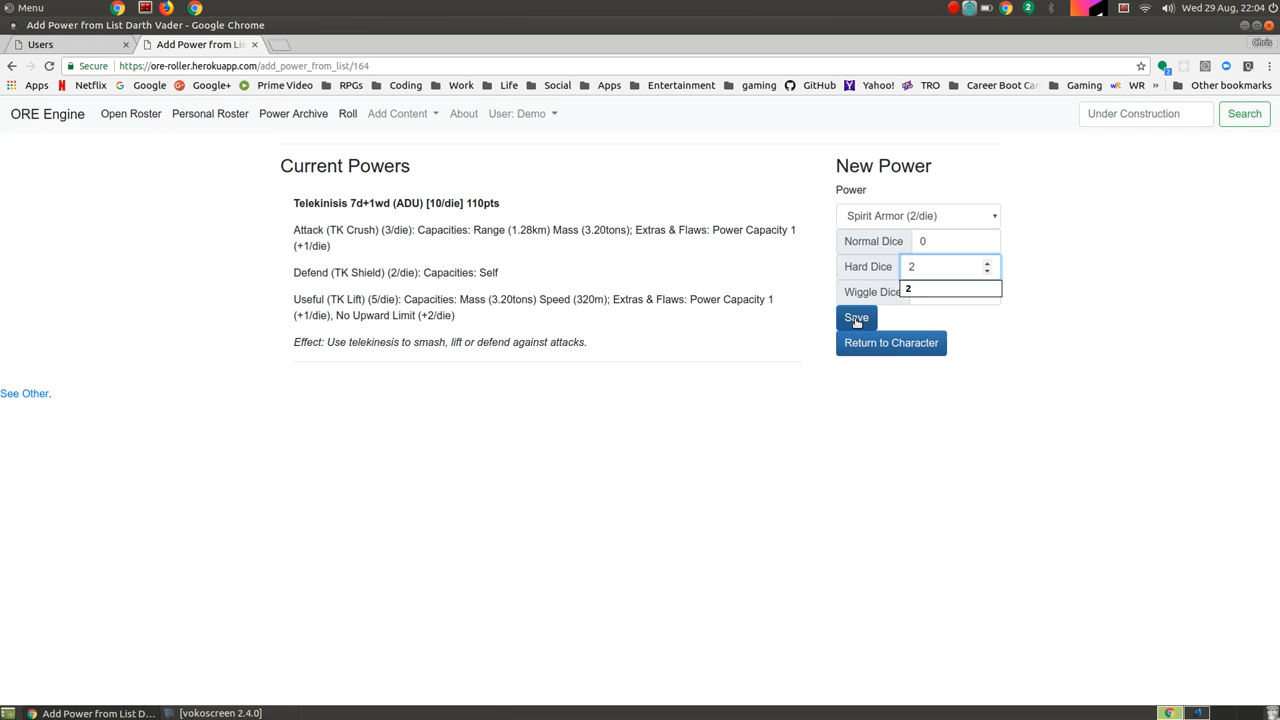 Menu
Wed 29 Aug, 22:04
Add Power from List Darth Vader - Google Chrome
Users
Add Power from Lis
Chris
Secure https://ore-roller.herokuapp.com/add_power_from_list/164
Apps Netflix Google Google+ Prime Video RPGs Coding Work Life Social Apps Entertainment gaming GitHub Yahoo! TRO Career Boot Car Gaming WR » Other bookmarks
ORE Engine Open Roster Personal Roster Power Archive Roll Add Content About User: Demo Under Construction Search
Current Powers
Telekinisis 7d+1wd (ADU) [10/die] 110pts
Attack (TK Crush) (3/die): Capacities: Range (1.28km) Mass (3.20tons); Extras & Flaws: Power Capacity 1
(+1/die)
Defend (TK Shield) (2/die): Capacities: Self
Useful (TK Lift) (5/die): Capacities: Mass (3.20tons) Speed (320m); Extras & Flaws: Power Capacity 1
(+1/die), No Upward Limit (+2/die)
Effect: Use telekinesis to smash, lift or defend against attacks.
New Power
Power
Spirit Armor (2/die)
Normal Dice 0
Hard Dice 2
2
Wiggle Dice
Save
Return to Character
See Other.
Add Power from List D...
[vokoscreen 2.4.0]